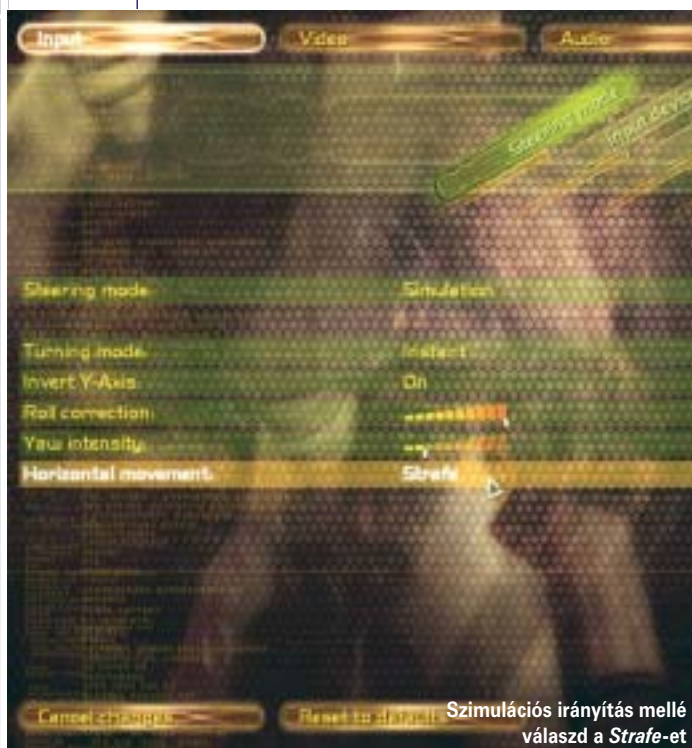 Input
Video
Audio
Steering mode
Input device
Steering mode: Simulation
Turning mode: Instant
Invert Y-Axis: On
Roll correction:
Yaw intensity:
Horizontal movement: Strafe
Cancel changes
Reset to defaults
Szimulációs irányítás mellé
válaszd a Strafe-et